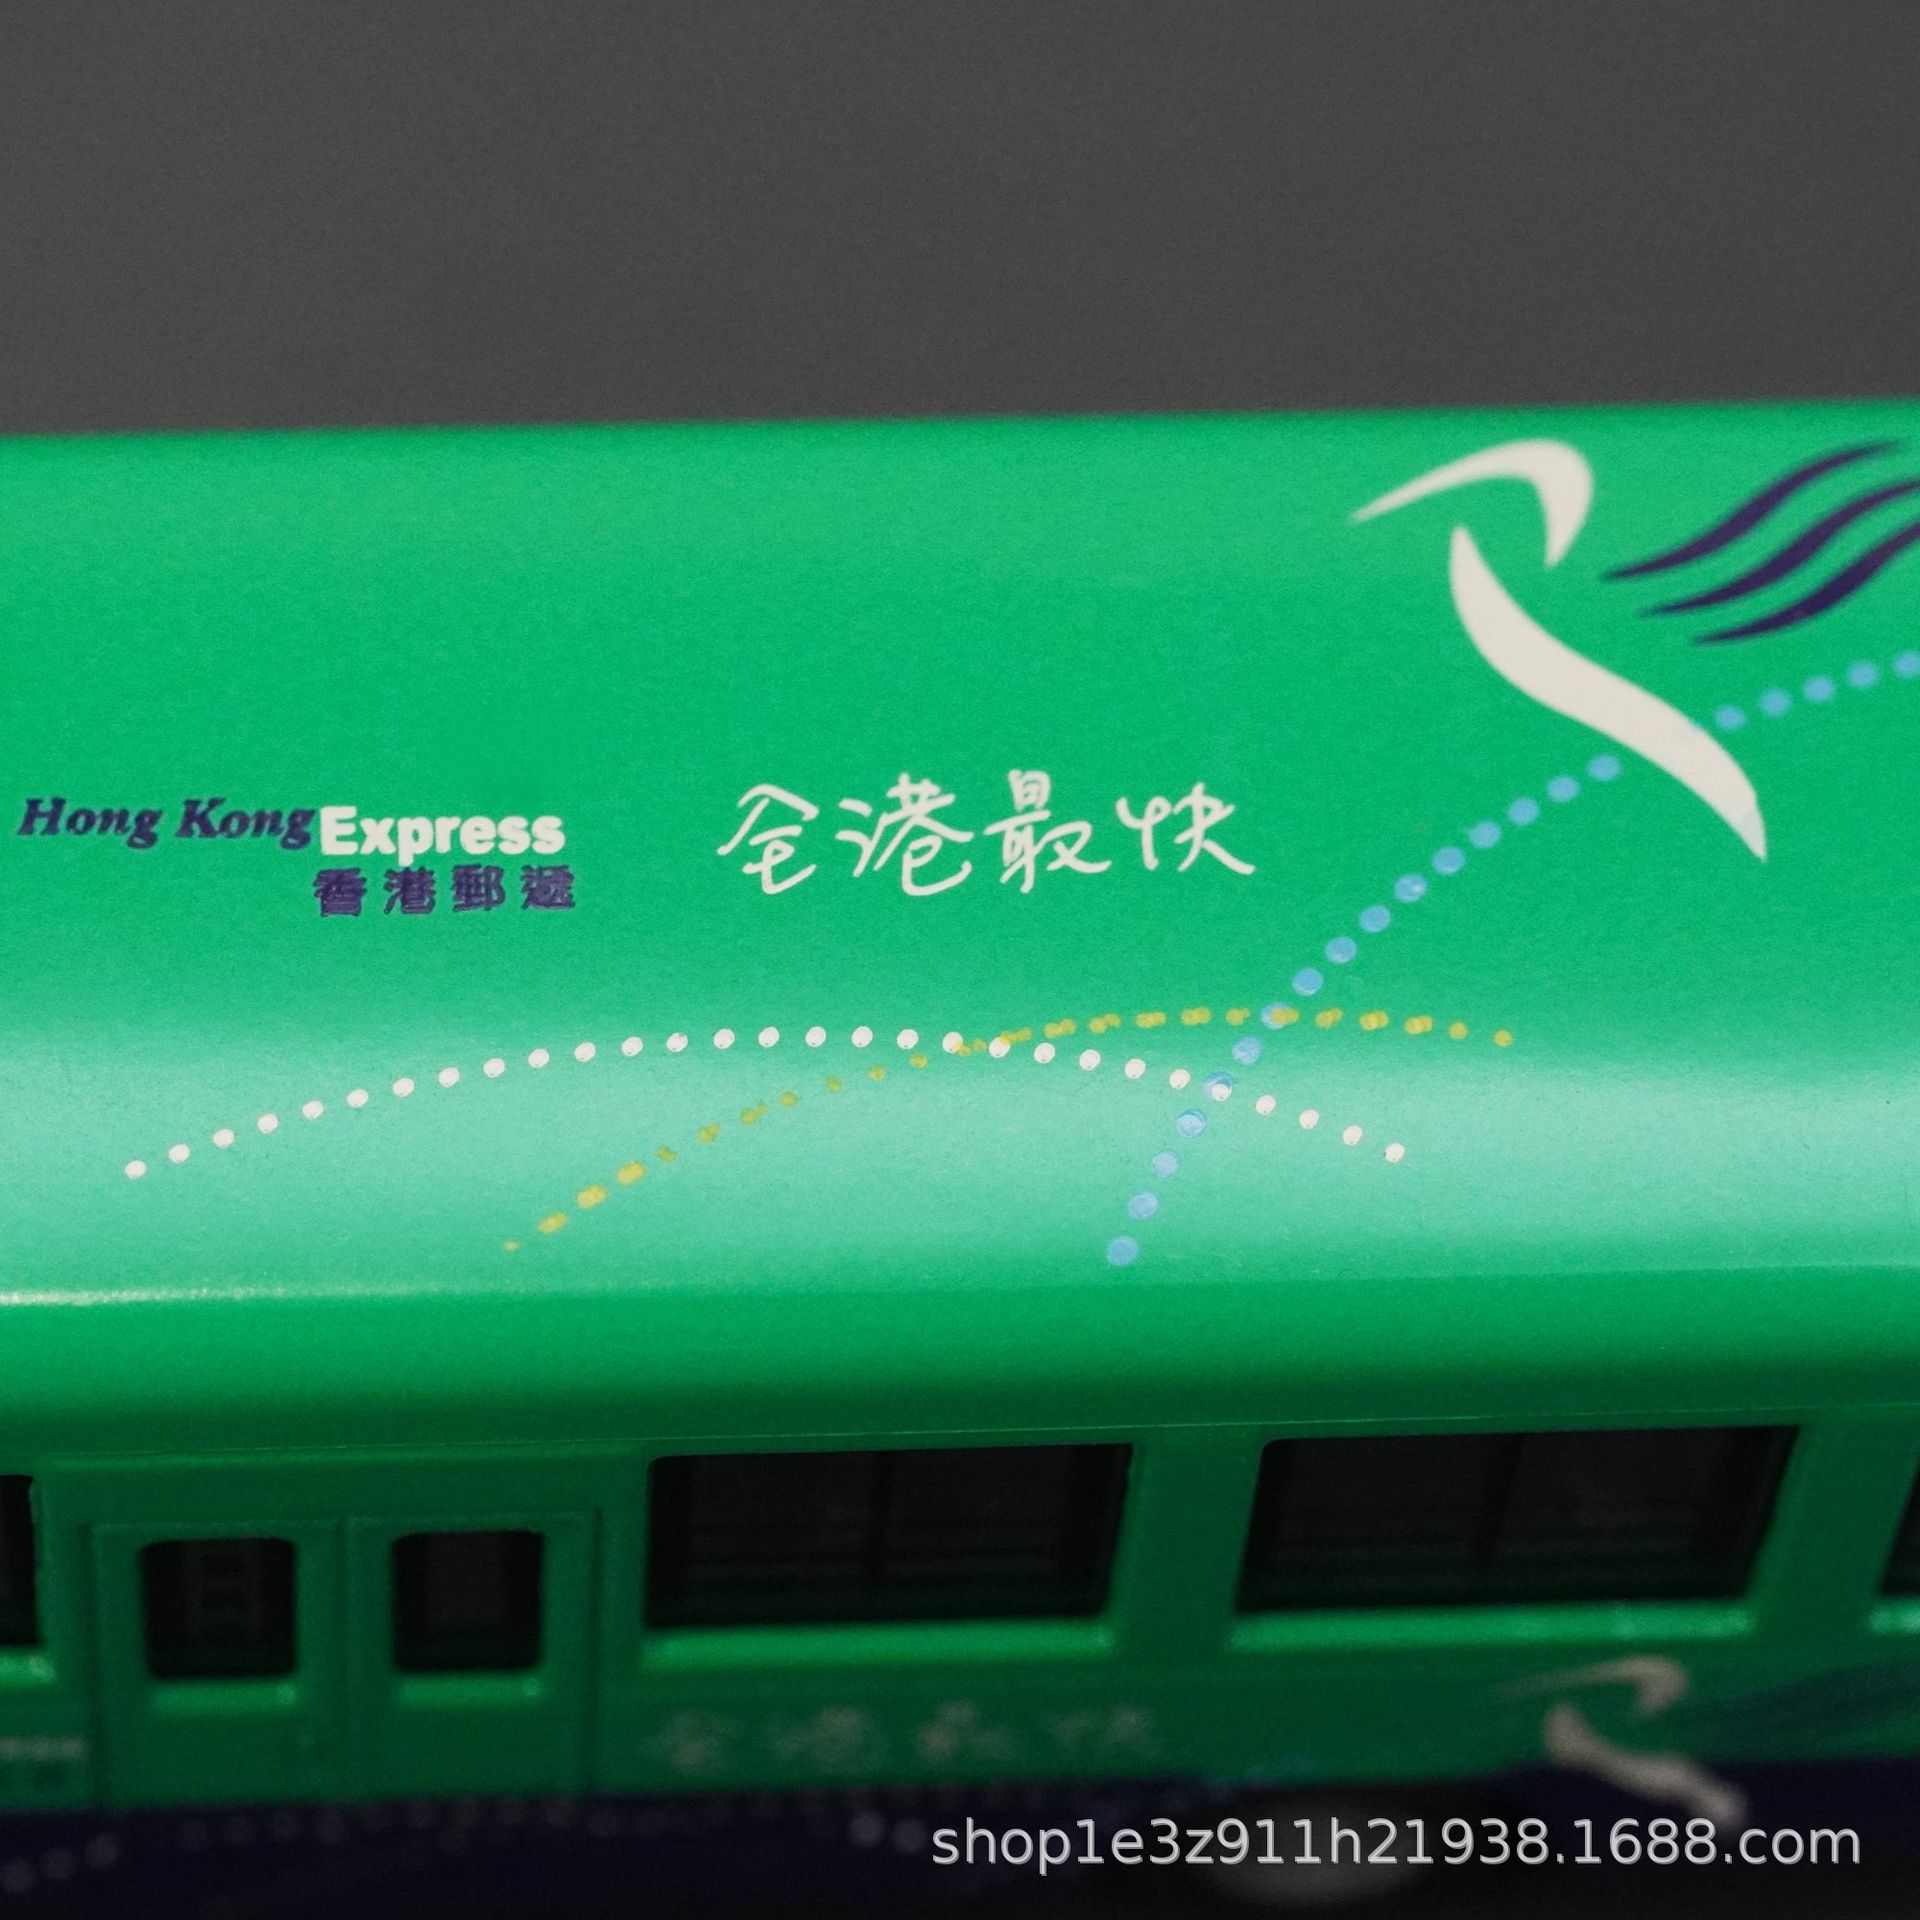 Hong Kong Express
香港郵遞
全港最快
shop1e3z911h21938.1688.com